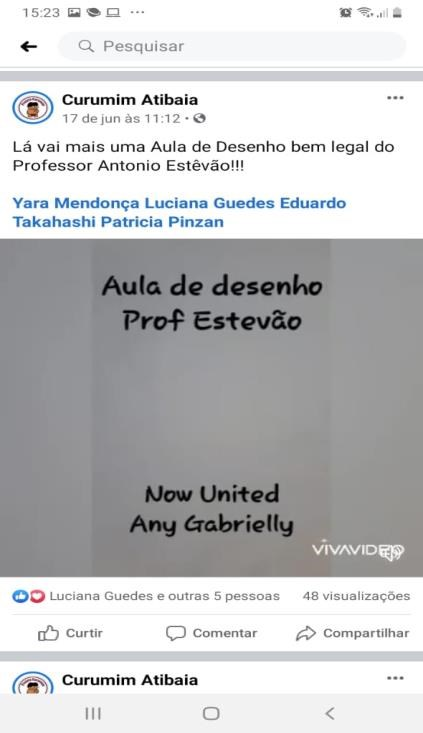 15:23
Pesquisar
Curumim Atibaia
17 de jun às 11:12
Lá vai mais uma Aula de Desenho bem legal do
Professor Antonio Estêvão!!!
Yara Mendonça Luciana Guedes Eduardo
Takahashi Patricia Pinzan
Aula de desenho
Prof Estevão
Now United
Any Gabrielly
VIVAVIDEO
Luciana Guedes e outras 5 pessoas 48 visualizações
Curtir Comentar Compartilhar
Curumim Atibaia